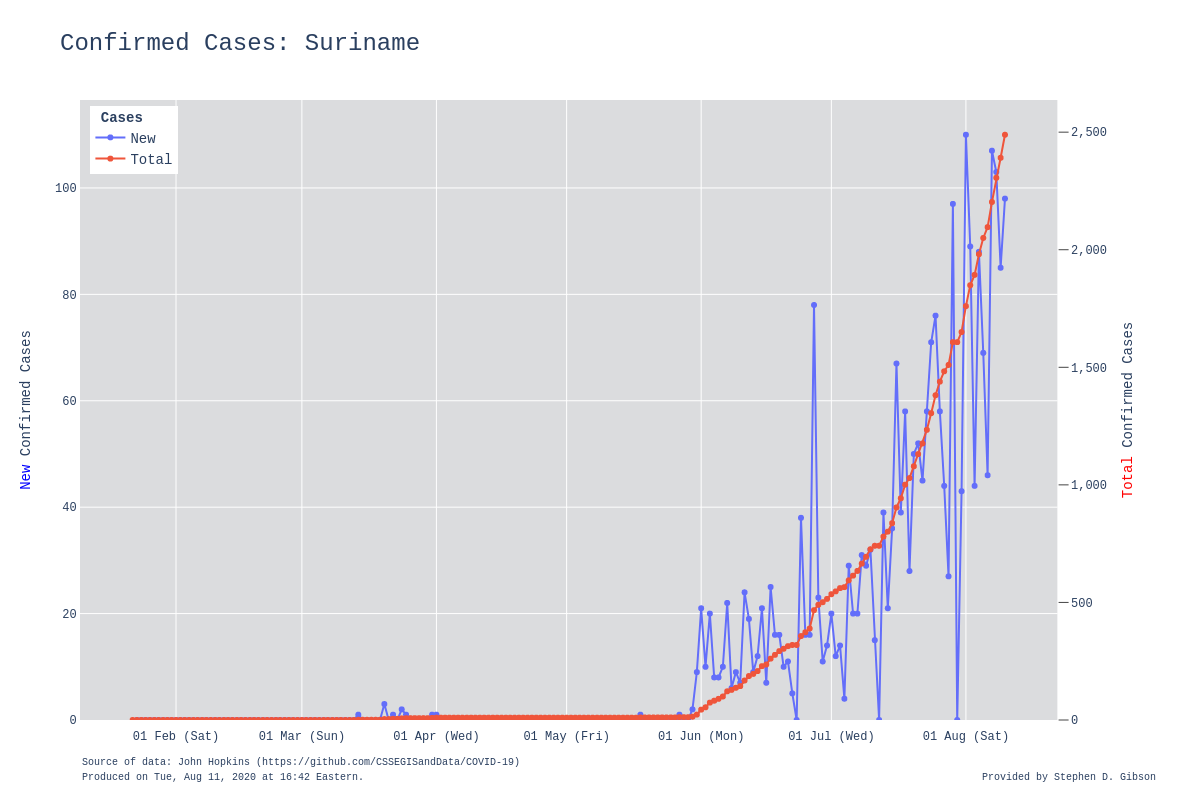 Confirmed Cases: Suriname
Cases
New
Total
100
80
60
40
20
0
2,500
2,000
1,500
1,000
500
0
New Confirmed Cases
Total Confirmed Cases
01 Feb (Sat)
01 Mar (Sun)
01 Apr (Wed)
01 May (Fri)
01 Jun (Mon)
01 Jul (Wed)
01 Aug (Sat)
Source of data: John Hopkins (https://github.com/CSSEGISandData/COVID-19)
Produced on Tue, Aug 11, 2020 at 16:42 Eastern.
Provided by Stephen D. Gibson